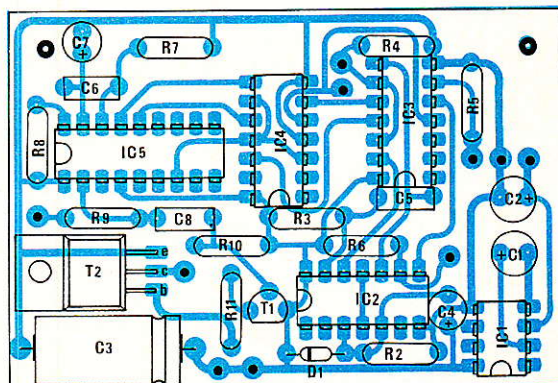 C7
+
R7
R4
C6
R8
IC5
IC4
IC3
R5
C5
C2
+
R9
C8
R3
R10
R6
+
C1
T2
e
c
b
R11
T1
IC2
C4
+
IC1
C3
D1
R2